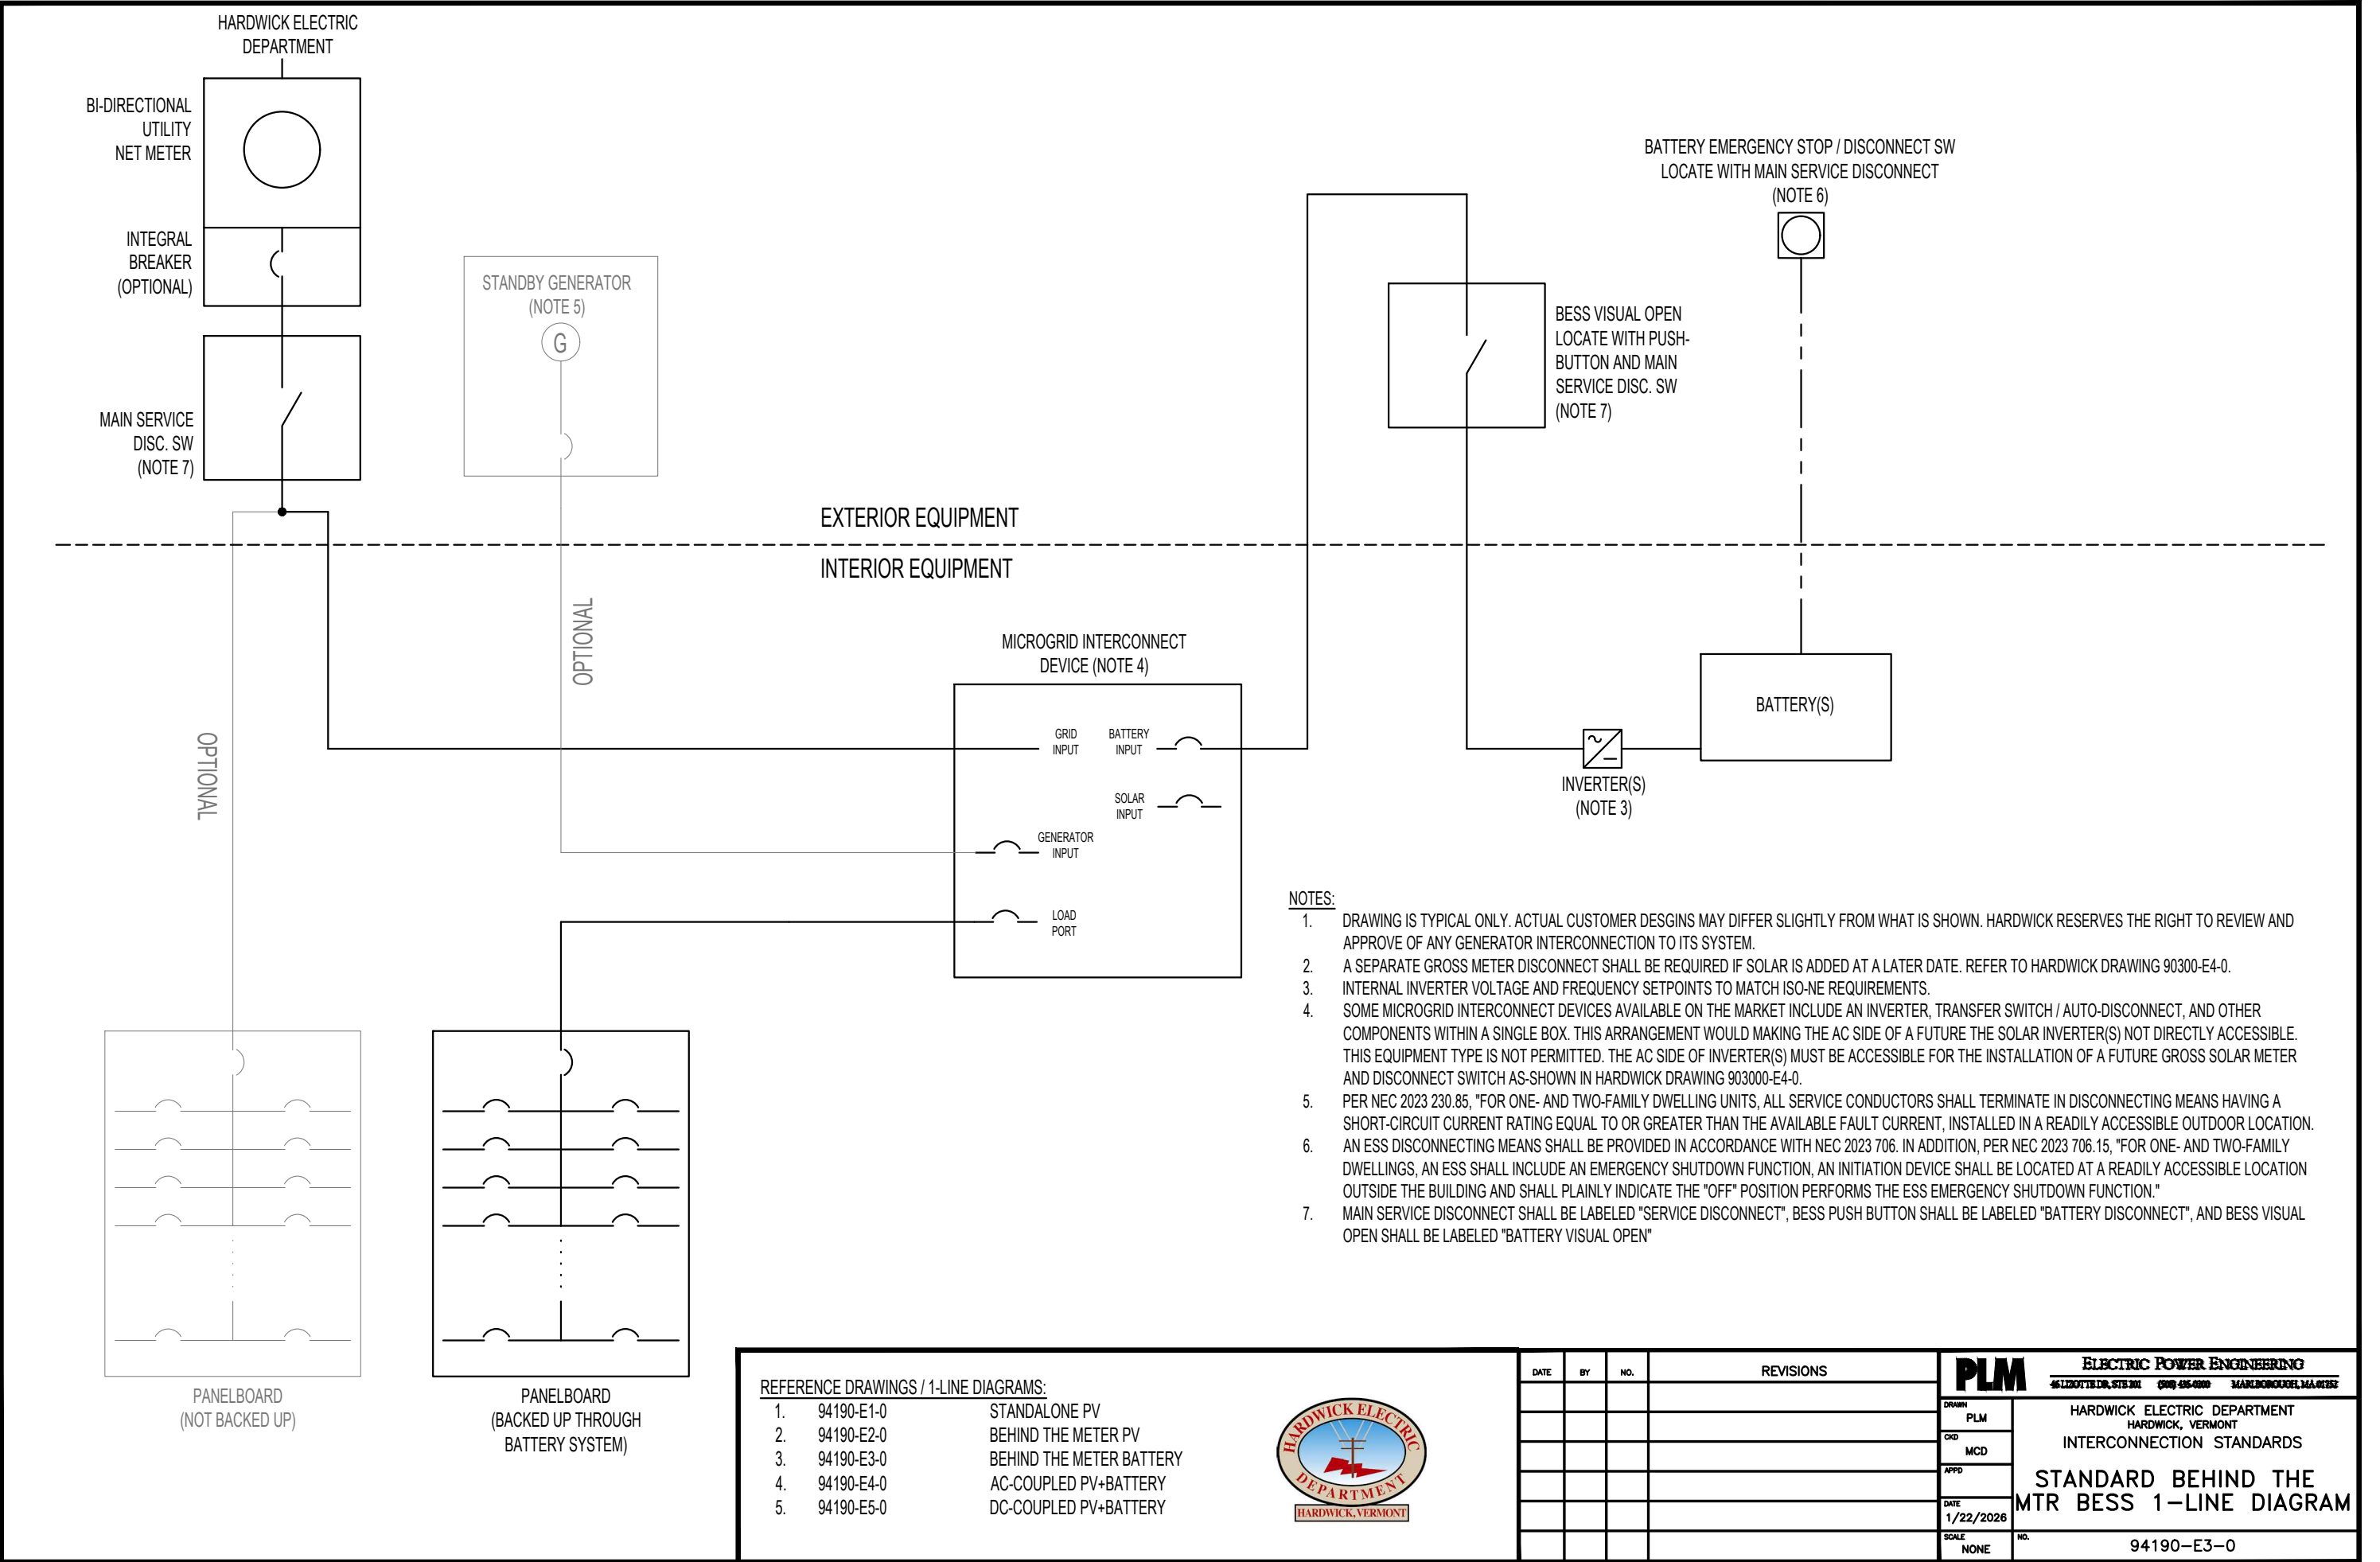 HARDWICK ELECTRIC
DEPARTMENT
BI-DIRECTIONAL
UTILITY
NET METER
INTEGRAL
BREAKER
(OPTIONAL)
MAIN SERVICE
DISC. SW
(NOTE 7)
STANDBY GENERATOR
(NOTE 5)
G
BATTERY EMERGENCY STOP / DISCONNECT SW
LOCATE WITH MAIN SERVICE DISCONNECT
(NOTE 6)
BESS VISUAL OPEN
LOCATE WITH PUSH-
BUTTON AND MAIN
SERVICE DISC. SW
(NOTE 7)
EXTERIOR EQUIPMENT
INTERIOR EQUIPMENT
OPTIONAL
OPTIONAL
MICROGRID INTERCONNECT
DEVICE (NOTE 4)
GRID
INPUT
BATTERY
INPUT
SOLAR
INPUT
GENERATOR
INPUT
LOAD
PORT
BATTERY(S)
INVERTER(S)
(NOTE 3)
NOTES:
1. DRAWING IS TYPICAL ONLY. ACTUAL CUSTOMER DESGINS MAY DIFFER SLIGHTLY FROM WHAT IS SHOWN. HARDWICK RESERVES THE RIGHT TO REVIEW AND
APPROVE OF ANY GENERATOR INTERCONNECTION TO ITS SYSTEM.
2. A SEPARATE GROSS METER DISCONNECT SHALL BE REQUIRED IF SOLAR IS ADDED AT A LATER DATE. REFER TO HARDWICK DRAWING 90300-E4-0.
3. INTERNAL INVERTER VOLTAGE AND FREQUENCY SETPOINTS TO MATCH ISO-NE REQUIREMENTS.
4. SOME MICROGRID INTERCONNECT DEVICES AVAILABLE ON THE MARKET INCLUDE AN INVERTER, TRANSFER SWITCH / AUTO-DISCONNECT, AND OTHER
COMPONENTS WITHIN A SINGLE BOX. THIS ARRANGEMENT WOULD MAKING THE AC SIDE OF A FUTURE THE SOLAR INVERTER(S) NOT DIRECTLY ACCESSIBLE.
THIS EQUIPMENT TYPE IS NOT PERMITTED. THE AC SIDE OF INVERTER(S) MUST BE ACCESSIBLE FOR THE INSTALLATION OF A FUTURE GROSS SOLAR METER
AND DISCONNECT SWITCH AS-SHOWN IN HARDWICK DRAWING 903000-E4-0.
5. PER NEC 2023 230.85, "FOR ONE- AND TWO-FAMILY DWELLING UNITS, ALL SERVICE CONDUCTORS SHALL TERMINATE IN DISCONNECTING MEANS HAVING A
SHORT-CIRCUIT CURRENT RATING EQUAL TO OR GREATER THAN THE AVAILABLE FAULT CURRENT, INSTALLED IN A READILY ACCESSIBLE OUTDOOR LOCATION.
6. AN ESS DISCONNECTING MEANS SHALL BE PROVIDED IN ACCORDANCE WITH NEC 2023 706. IN ADDITION, PER NEC 2023 706.15, "FOR ONE- AND TWO-FAMILY
DWELLINGS, AN ESS SHALL INCLUDE AN EMERGENCY SHUTDOWN FUNCTION, AN INITIATION DEVICE SHALL BE LOCATED AT A READILY ACCESSIBLE LOCATION
OUTSIDE THE BUILDING AND SHALL PLAINLY INDICATE THE "OFF" POSITION PERFORMS THE ESS EMERGENCY SHUTDOWN FUNCTION."
7. MAIN SERVICE DISCONNECT SHALL BE LABELED "SERVICE DISCONNECT", BESS PUSH BUTTON SHALL BE LABELED "BATTERY DISCONNECT", AND BESS VISUAL
OPEN SHALL BE LABELED "BATTERY VISUAL OPEN"
PANELBOARD
(NOT BACKED UP)
PANELBOARD
(BACKED UP THROUGH
BATTERY SYSTEM)
REFERENCE DRAWINGS / 1-LINE DIAGRAMS:
1. 94190-E1-0 STANDALONE PV
2. 94190-E2-0 BEHIND THE METER PV
3. 94190-E3-0 BEHIND THE METER BATTERY
4. 94190-E4-0 AC-COUPLED PV+BATTERY
5. 94190-E5-0 DC-COUPLED PV+BATTERY
HARDWICK ELECTRIC
DEPARTMENT
HARDWICK, VERMONT
DATE BY NO. REVISIONS
PLM ELECTRIC POWER ENGINEERING
46 LIZOTTE DR, STE 201 (508) 485-0200 MARLBOROUGH, MA 01752
DRAWN
PLM
CKD
MCD
APPD
DATE
1/22/2026
SCALE
NONE
HARDWICK ELECTRIC DEPARTMENT
HARDWICK, VERMONT
INTERCONNECTION STANDARDS
STANDARD BEHIND THE
MTR BESS 1-LINE DIAGRAM
NO.
94190-E3-0